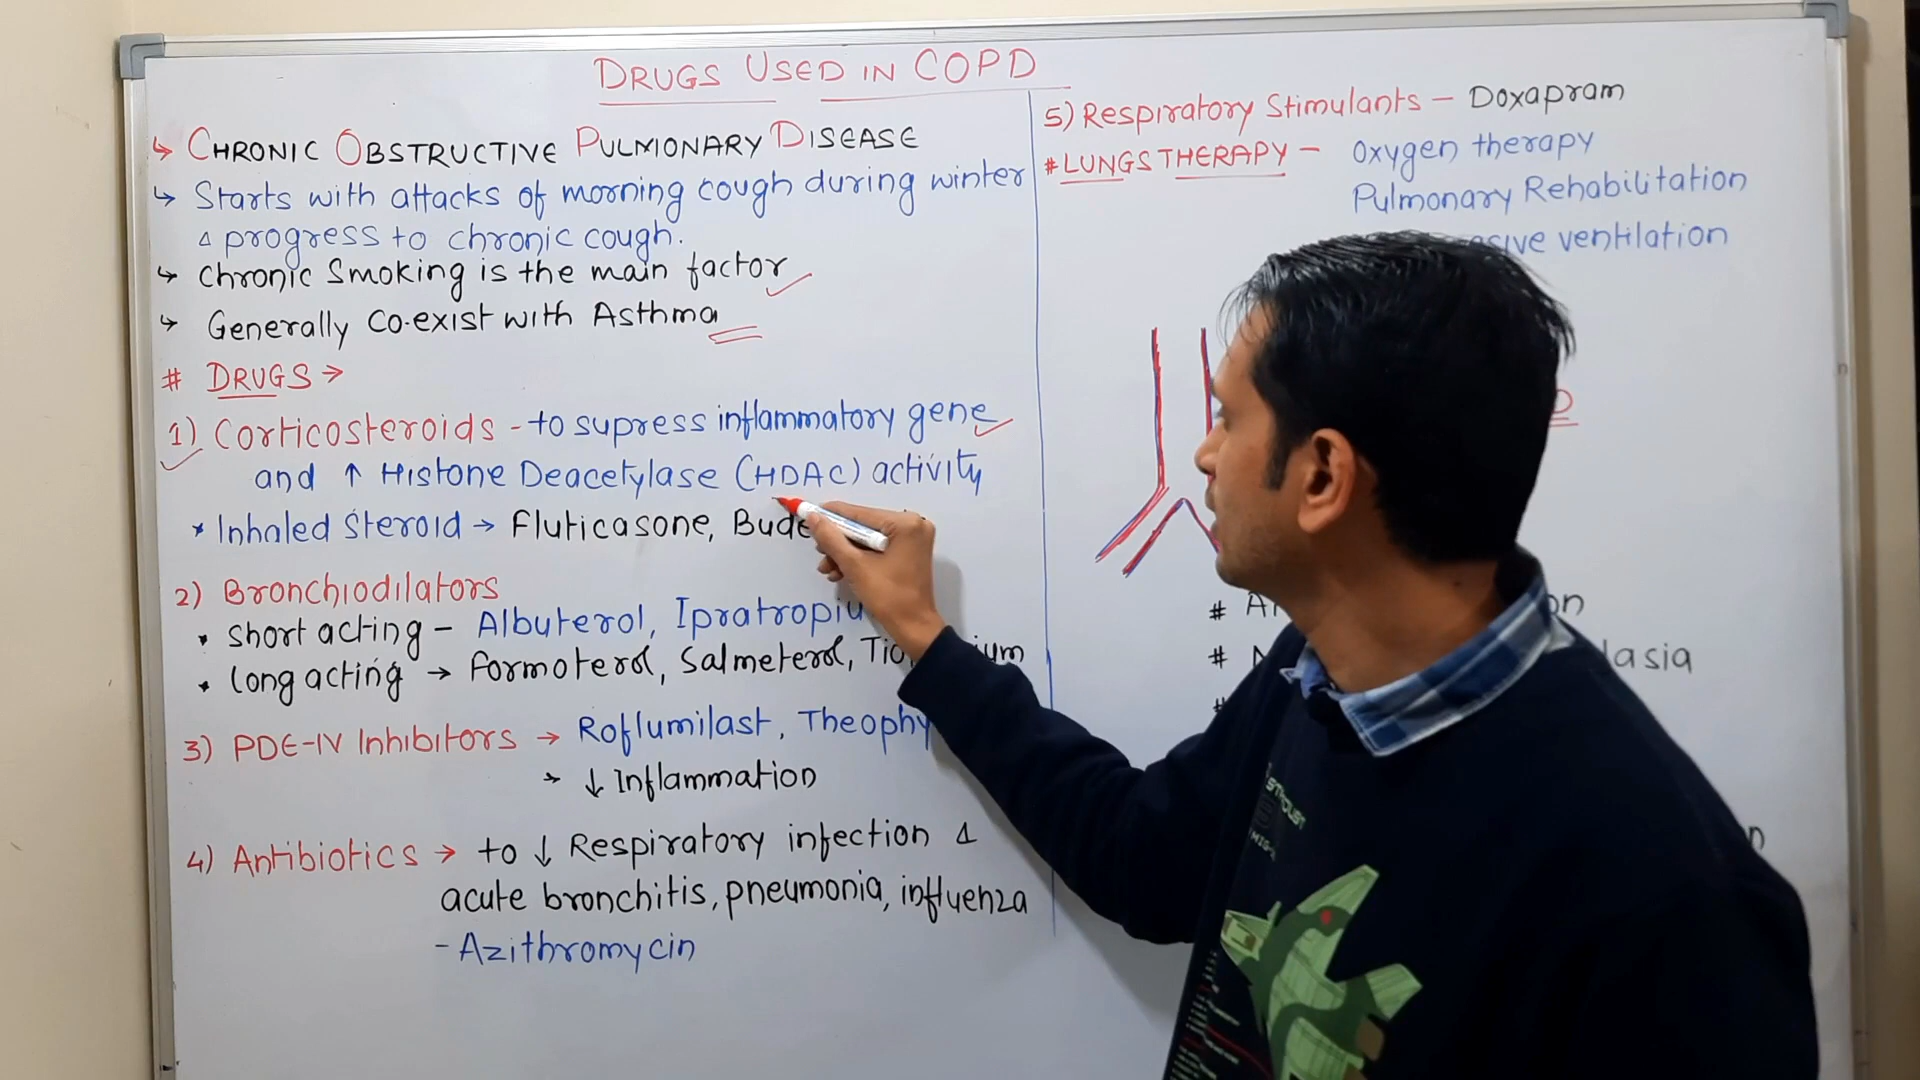 DRUGS USED IN COPD
↳ CHRONIC OBSTRUCTIVE PULMONARY DISEASE
↳ Starts with attacks of morning cough during winter
& progress to chronic cough.
↳ Chronic Smoking is the main factor
↳ Generally Co-exist with Asthma
# DRUGS →
1) Corticosteroids - to supress inflammatory gene
and ↑ Histone Deacetylase (HDAC) activity
* Inhaled Steroid → Fluticasone,
2) Bronchiodilators
• short acting - Albuterol,
• long acting → Formoterol, Salmeterol,
3) PDE-IV Inhibitors → Roflumilast,
→ ↓ Inflammation
4) Antibiotics → to ↓ Respiratory infection &
acute bronchitis, pneumonia, influenza
- Azithromycin
5) Respiratory Stimulants - Doxapram
# LUNGS THERAPY - Oxygen therapy
Pulmonary Rehabilitation
ventilation
#
#